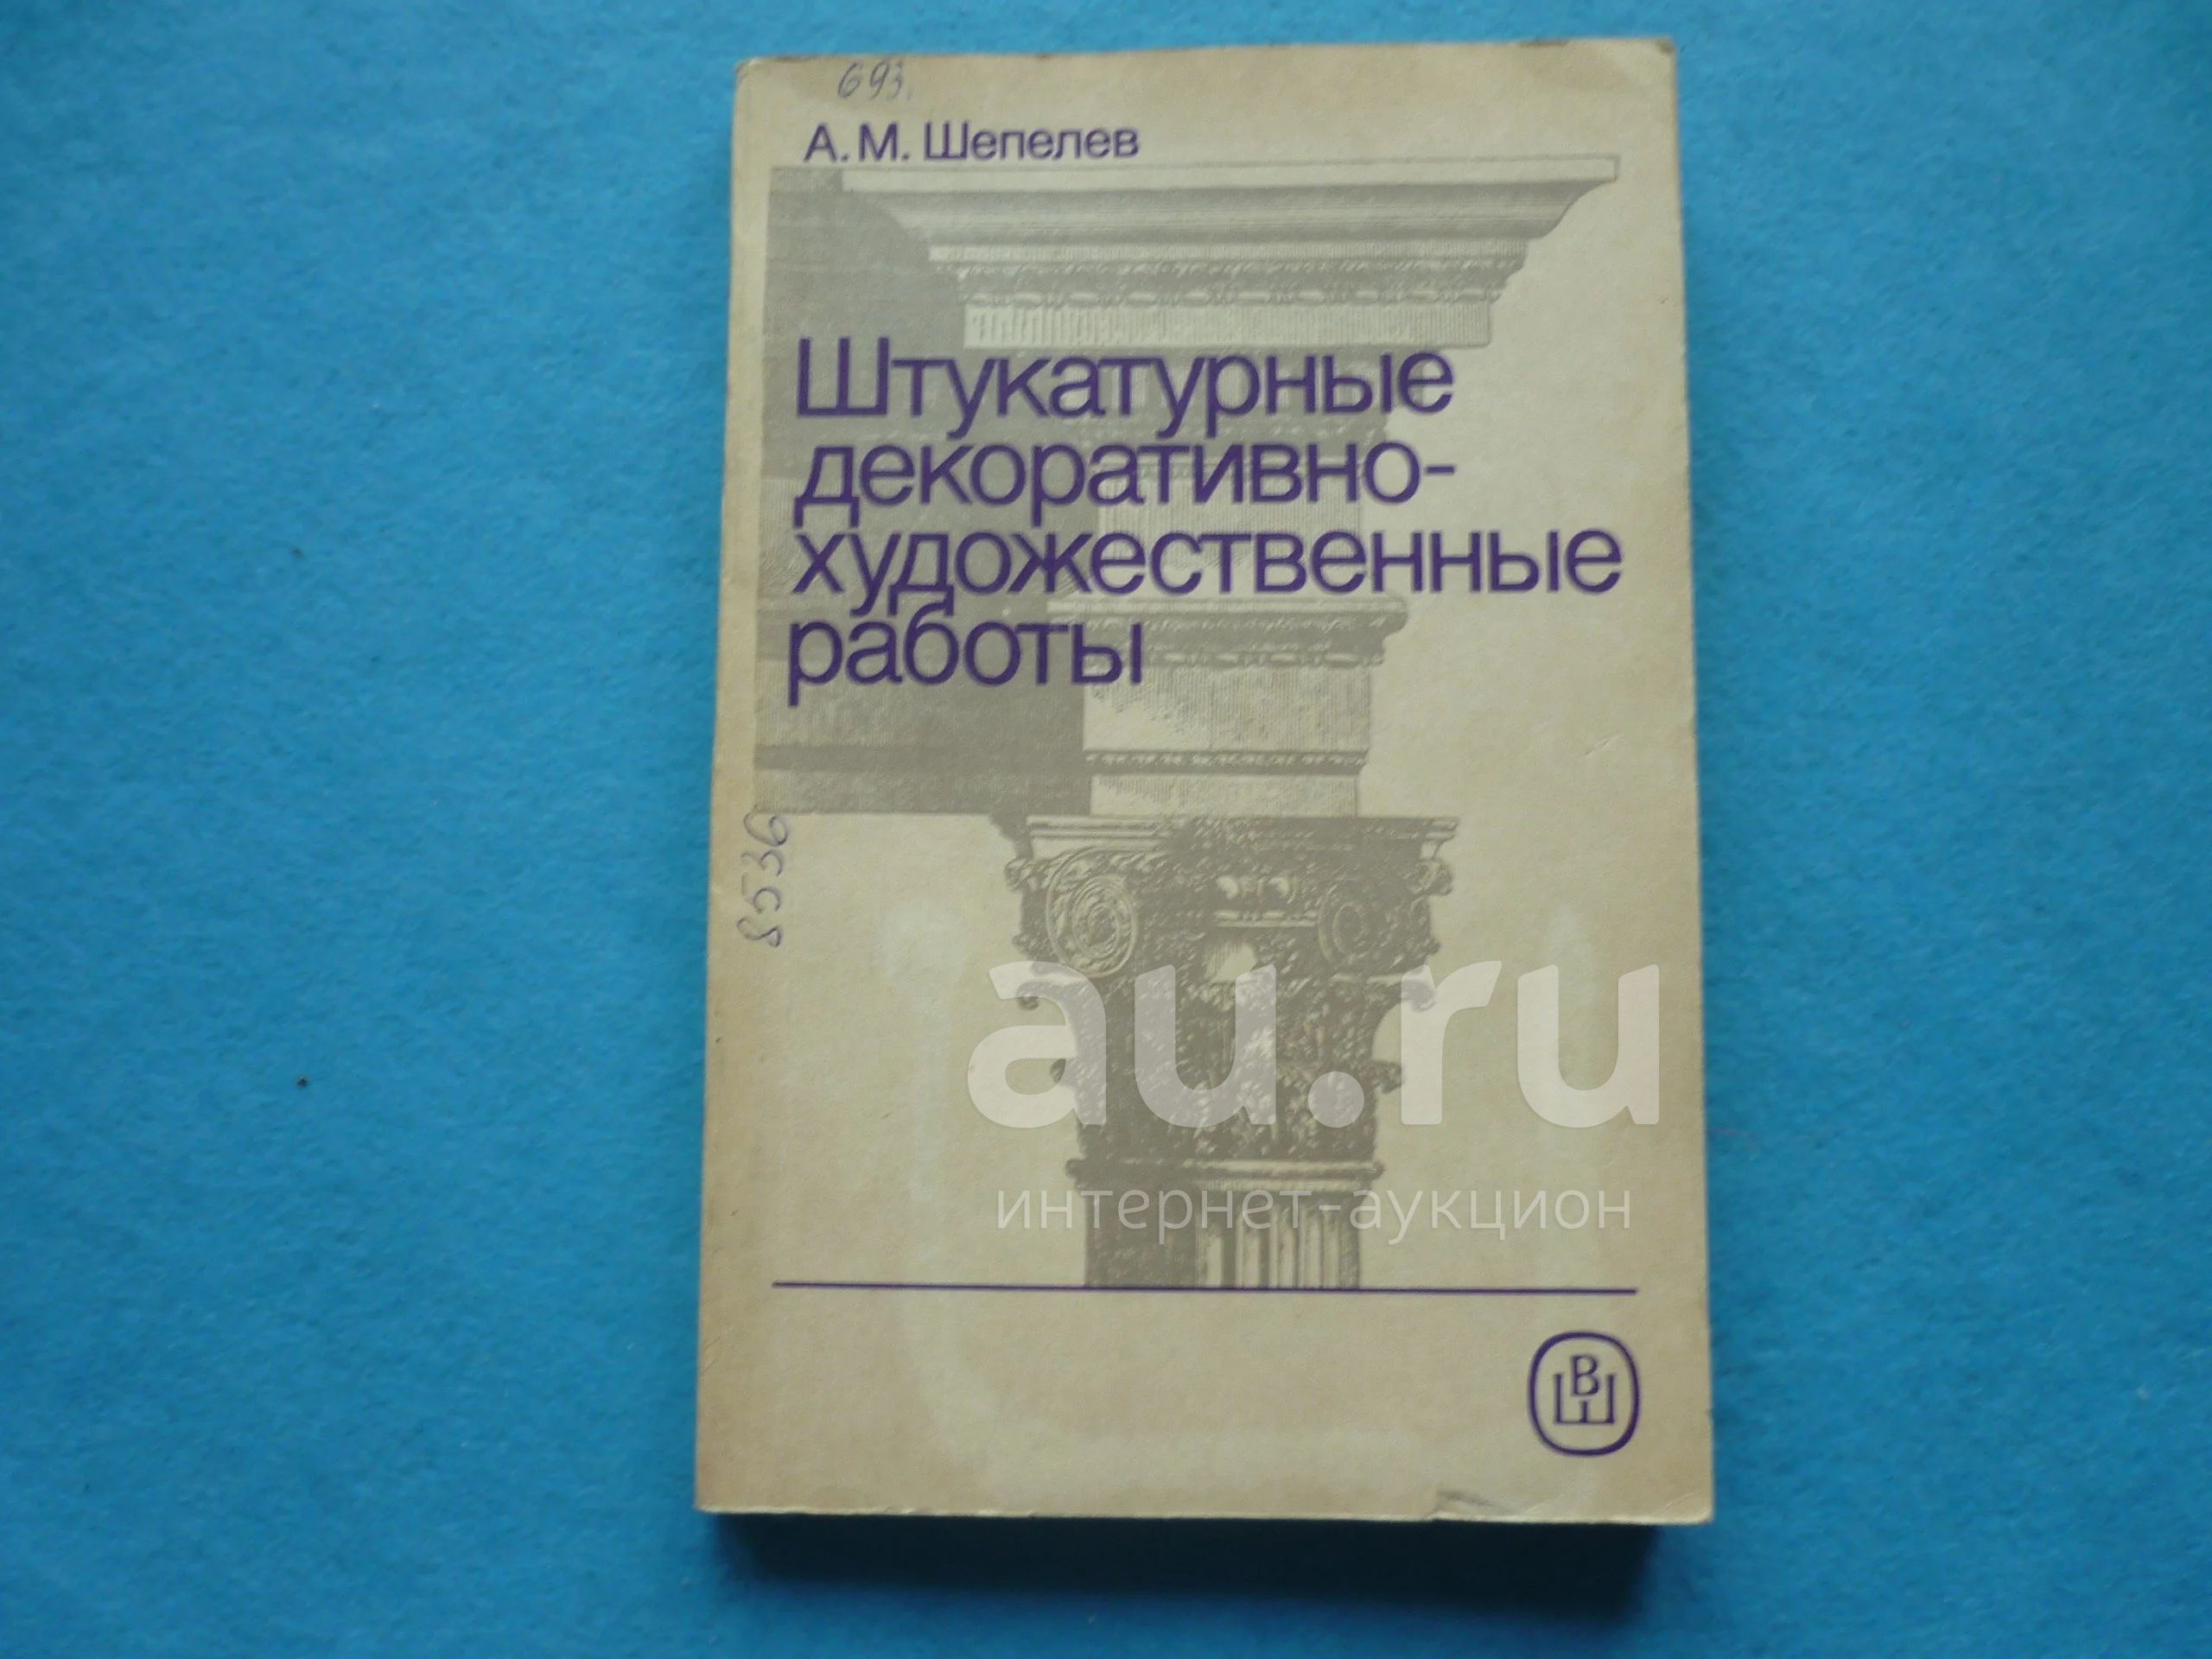 693.
А. М. Шепелев
Штукатурные
декоративно-
художественные
работы
8536
au.ru
интернет-аукцион
ВШ